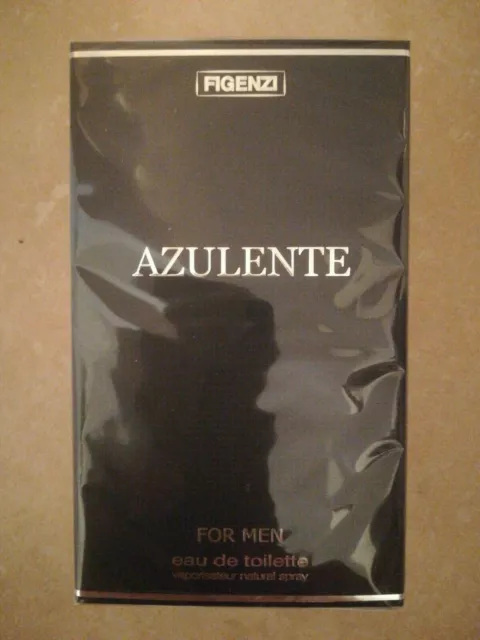 FIGENZI
AZULENTE
FOR MEN
eau de toilette
vaporisateur natural spray